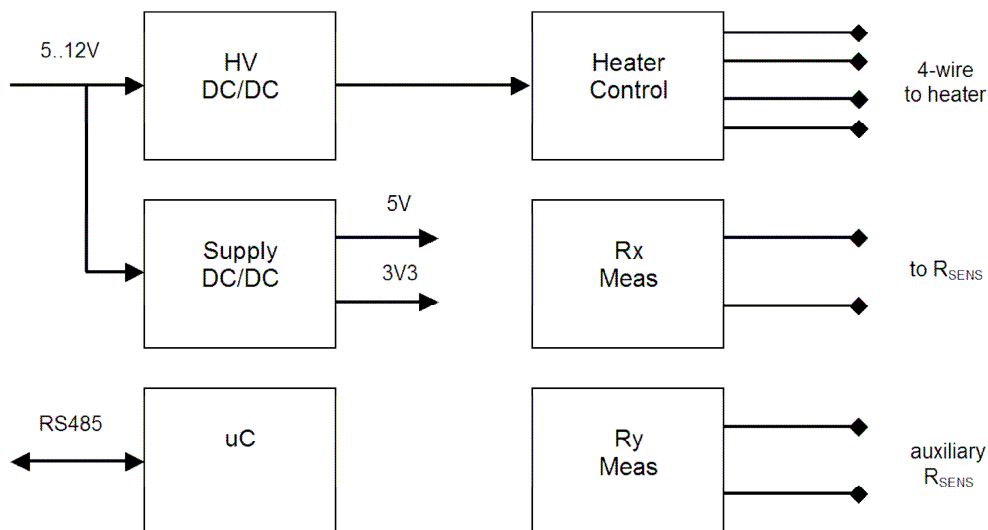 5..12V
HV
DC/DC
Heater
Control
4-wire
to heater
Supply
DC/DC
5V
3V3
Rx
Meas
to RSENS
RS485
uC
Ry
Meas
auxiliary
RSENS